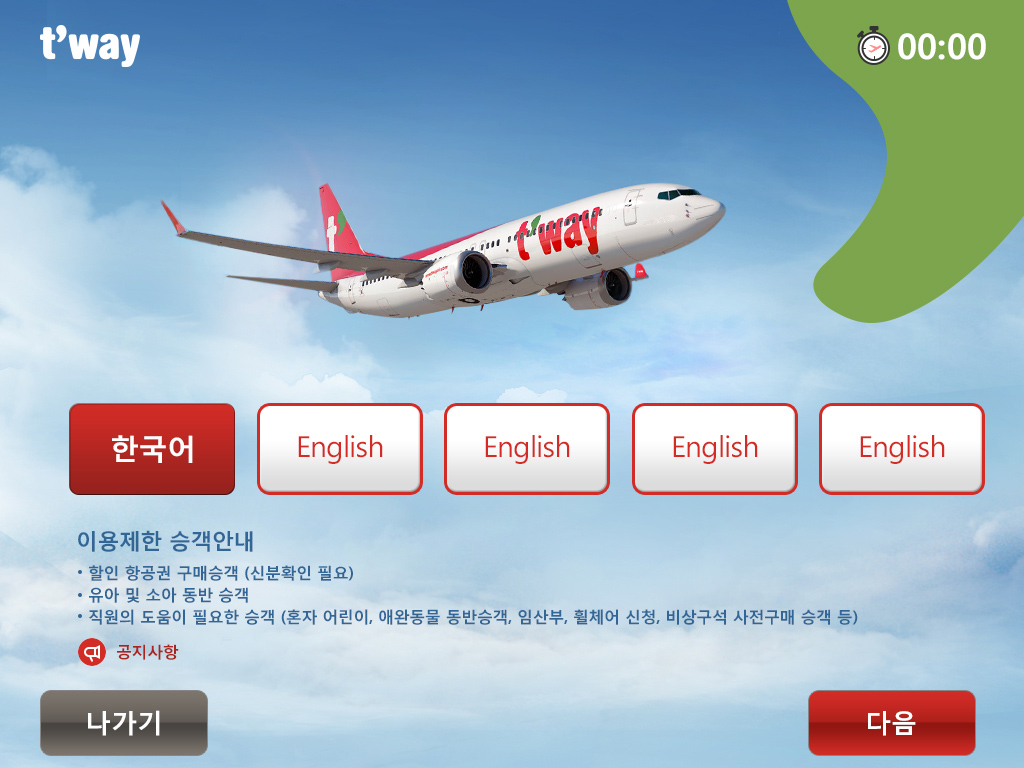 t'way
00:00
t'way
한국어
English
English
English
English
이용제한 승객안내
• 할인 항공권 구매승객 (신분확인 필요)
• 유아 및 소아 동반 승객
• 직원의 도움이 필요한 승객 (혼자 어린이, 애완동물 동반승객, 임산부, 휠체어 신청, 비상구석 사전구매 승객 등)
공지사항
나가기
다음